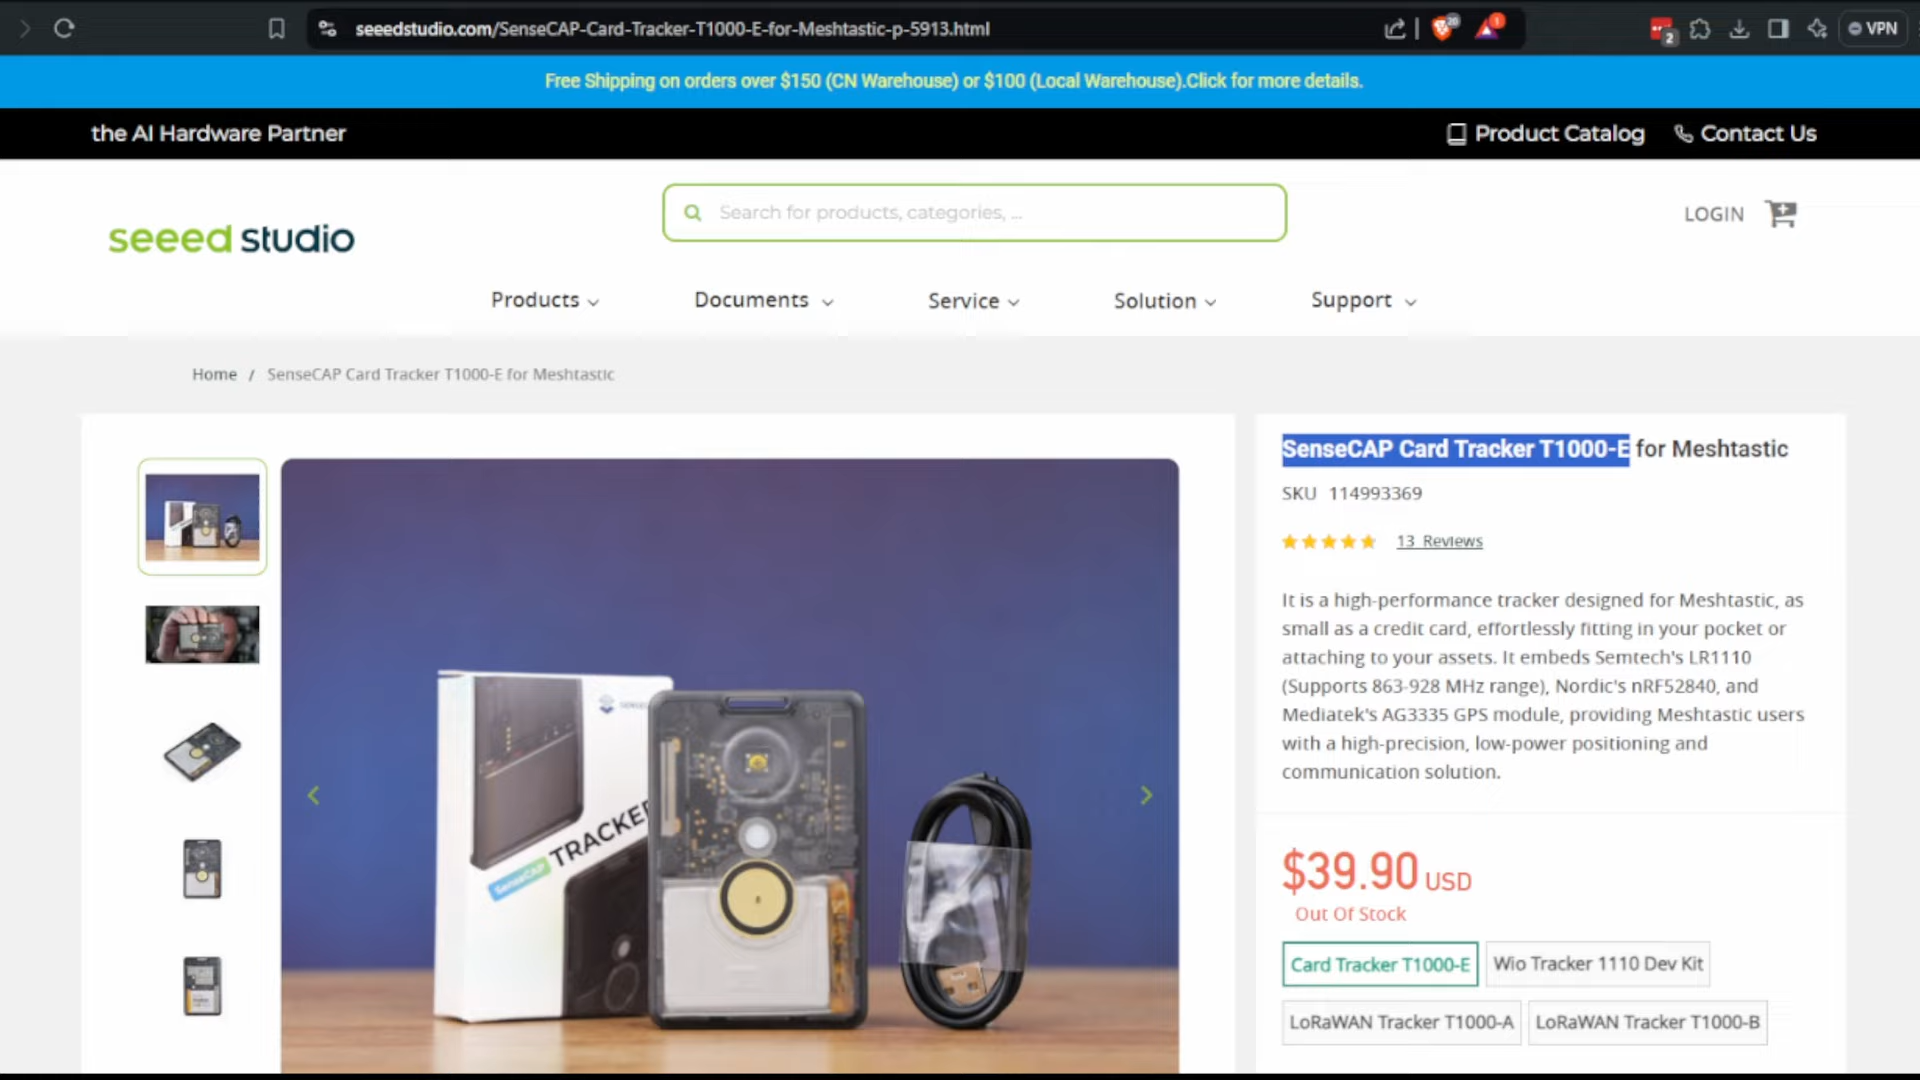 seeedstudio.com/SenseCAP-Card-Tracker-T1000-E-for-Meshtastic-p-5913.html
20
1
2
VPN
Free Shipping on orders over $150 (CN Warehouse) or $100 (Local Warehouse).Click for more details.
the AI Hardware Partner
Product Catalog
Contact Us
seeed studio
Search for products, categories, ...
LOGIN
Products
Documents
Service
Solution
Support
Home / SenseCAP Card Tracker T1000-E for Meshtastic
SenseCAP Card Tracker T1000-E for Meshtastic
SKU 114993369
13 Reviews
It is a high-performance tracker designed for Meshtastic, as
small as a credit card, effortlessly fitting in your pocket or
attaching to your assets. It embeds Semtech's LR1110
(Supports 863-928 MHz range), Nordic's nRF52840, and
Mediatek's AG3335 GPS module, providing Meshtastic users
with a high-precision, low-power positioning and
communication solution.
SenseCAP TRACKER
$39.90 USD
Out Of Stock
Card Tracker T1000-E
Wio Tracker 1110 Dev Kit
LoRaWAN Tracker T1000-A
LoRaWAN Tracker T1000-B